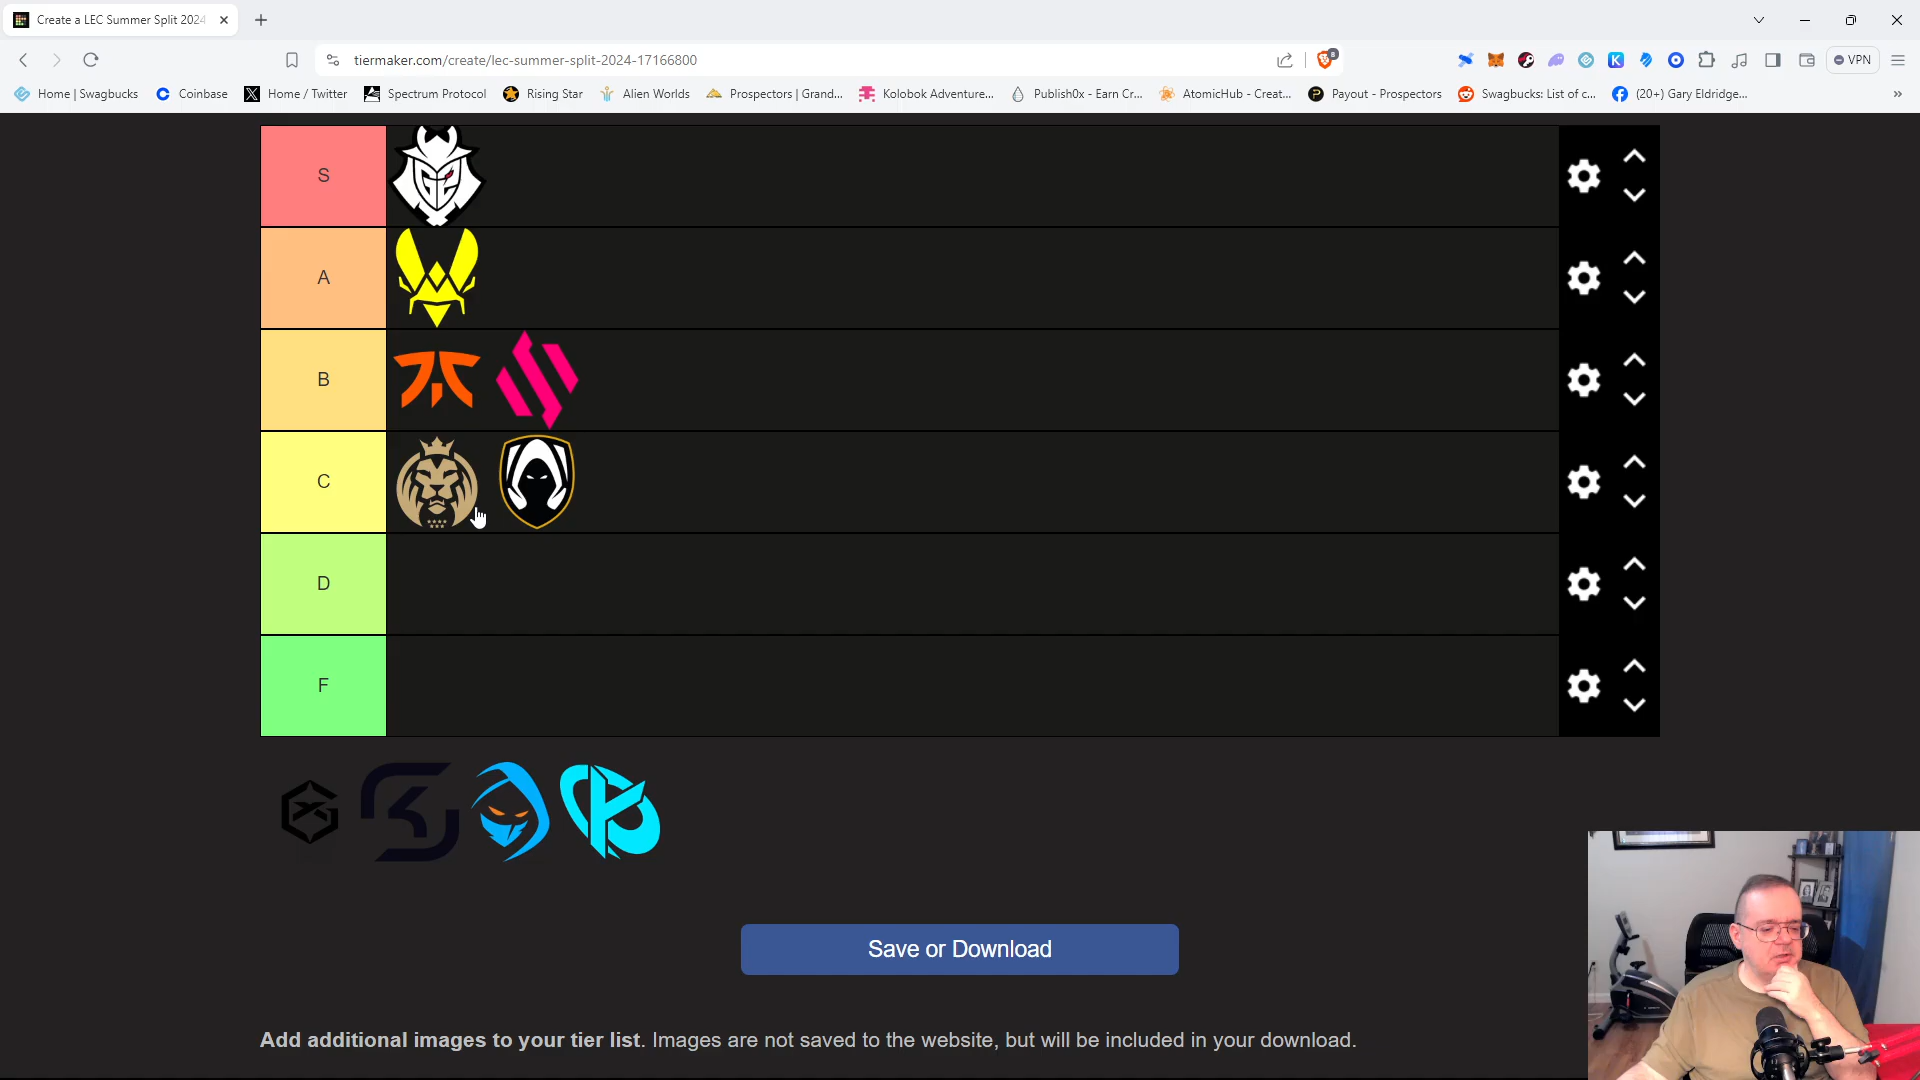 Create a LEC Summer Split 2024
tiermaker.com/create/lec-summer-split-2024-17166800
8
VPN
Home | Swagbucks
Coinbase
Home / Twitter
Spectrum Protocol
Rising Star
Alien Worlds
Prospectors | Grand...
Kolobok Adventure...
Publish0x - Earn Cr...
AtomicHub - Creat...
Payout - Prospectors
Swagbucks: List of c...
(20+) Gary Eldridge...
S
A
B
C
D
F
Save or Download
Add additional images to your tier list. Images are not saved to the website, but will be included in your download.